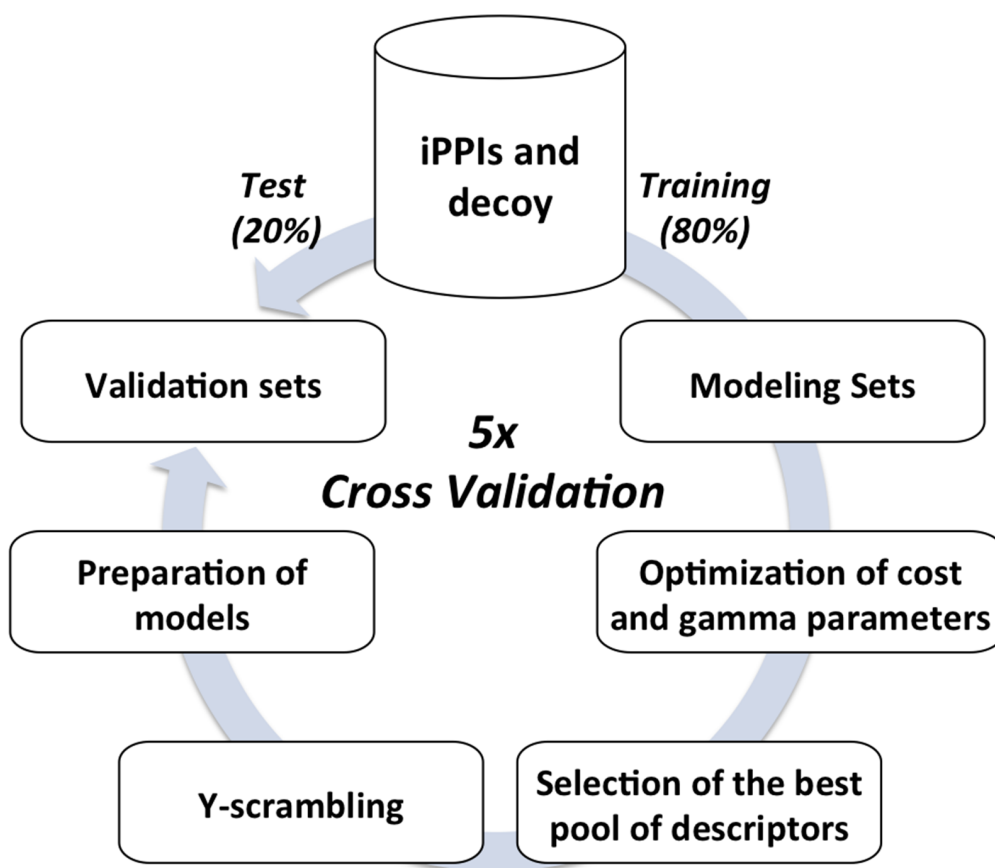 iPPIs and
decoy
Test
(20%)
Training
(80%)
Validation sets
Modeling Sets
5x
Cross Validation
Preparation of
models
Optimization of cost
and gamma parameters
Y-scrambling
Selection of the best
pool of descriptors